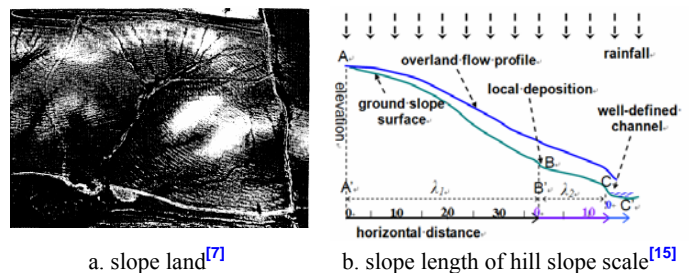 rainfall
A
overland flow profile
local deposition
ground slope
surface
well-defined
channel
elevation
B
C
A'
λ1
B'
λ2
C'
0
10
20
30
0
10
0
horizontal distance
a. slope land[7]
b. slope length of hill slope scale[15]